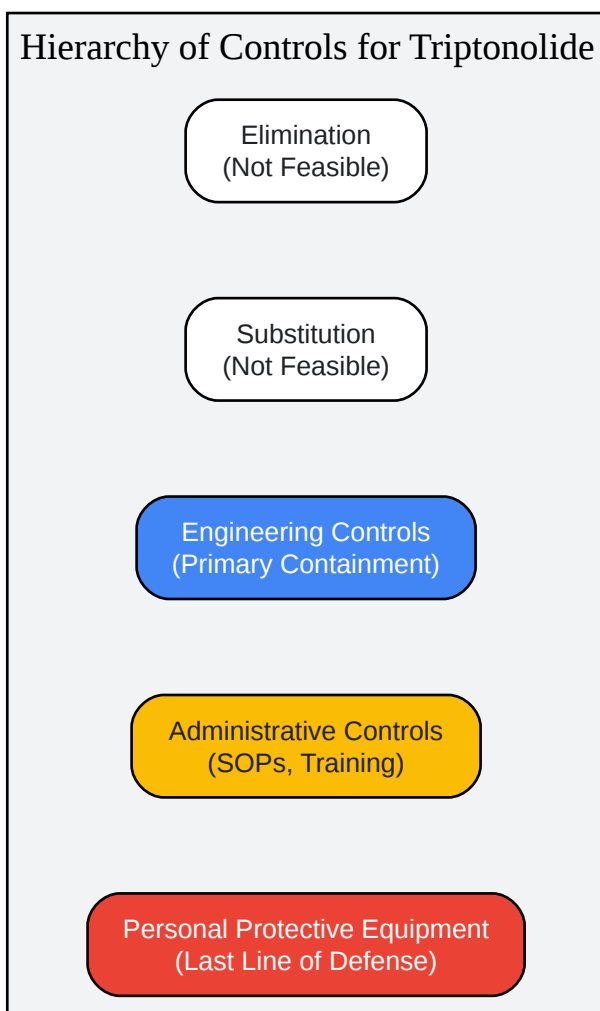 Hierarchy of Controls for Triptonolide
Elimination
(Not Feasible)
Substitution
(Not Feasible)
Engineering Controls
(Primary Containment)
Administrative Controls
(SOPs, Training)
Personal Protective Equipment
(Last Line of Defense)